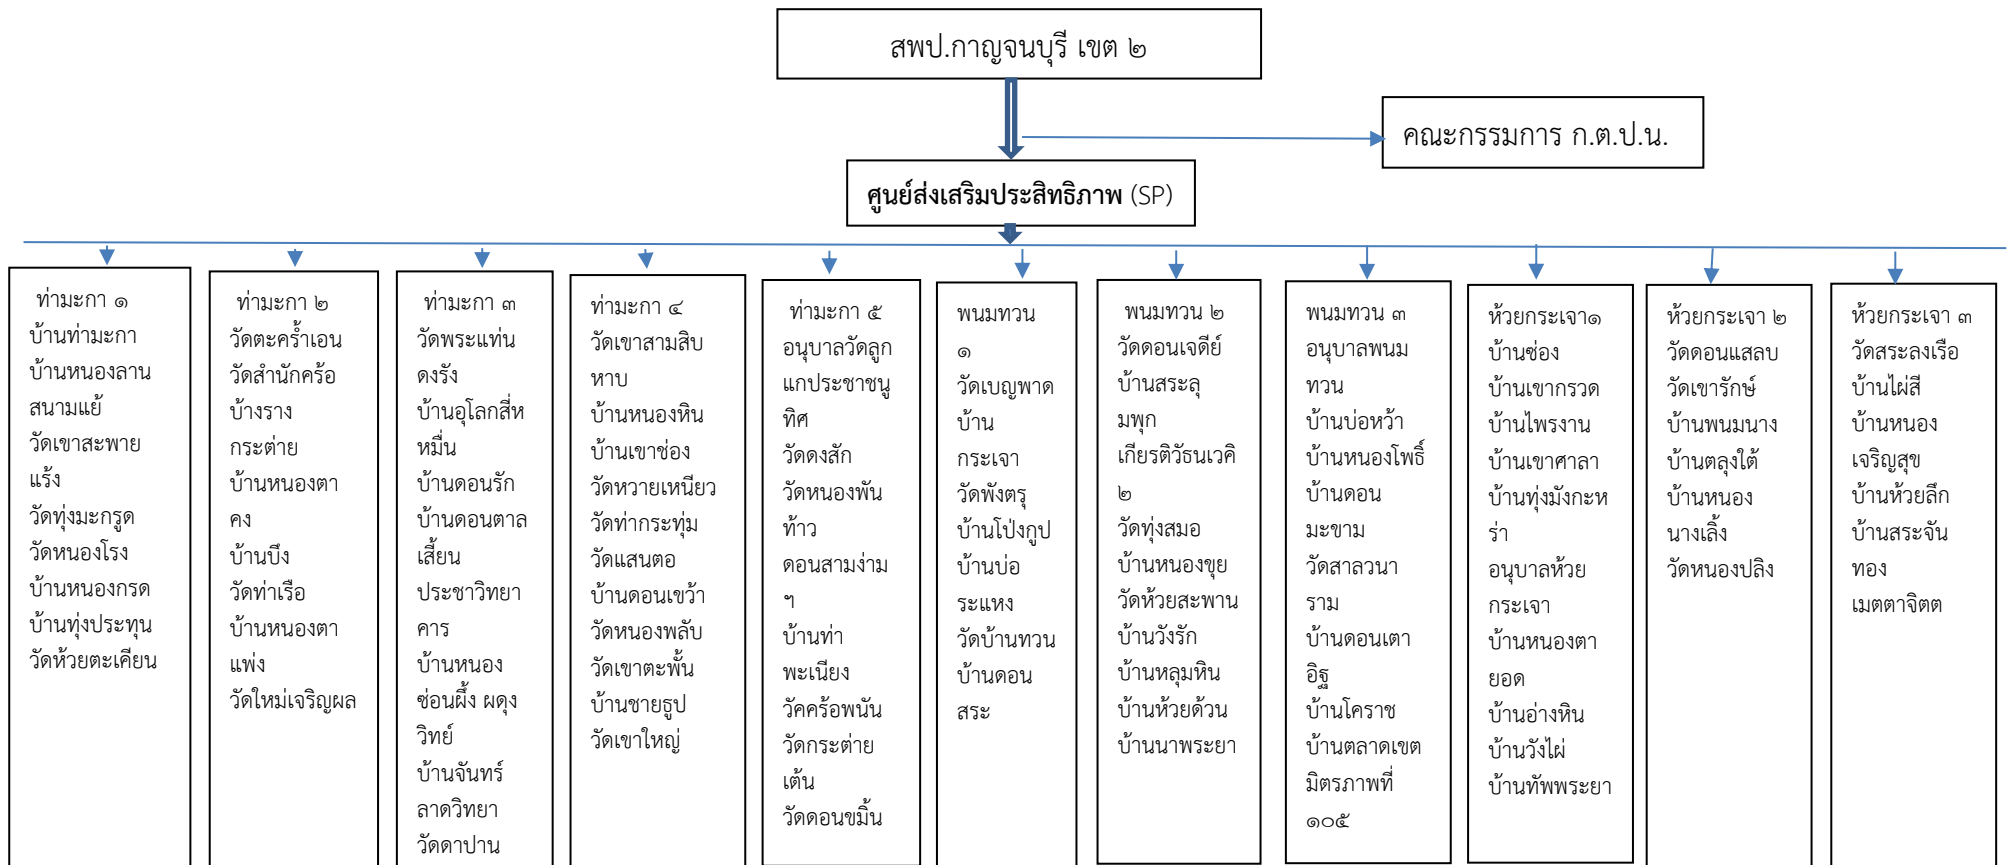 สพป.กาญจนบุรี เขต ๒
คณะกรรมการ ก.ต.ป.น.
ศูนย์ส่งเสริมประสิทธิภาพ (SP)
ท่ามะกา ๑
บ้านท่ามะกา
บ้านหนองลาน
สนามแย้
วัดเขาสะพาย
แร้ง
วัดทุ่งมะกรูด
วัดหนองโรง
บ้านหนองกรด
บ้านทุ่งประทุน
วัดห้วยตะเคียน
ท่ามะกา ๒
วัดตะคร้ำเอน
วัดสำนักคร้อ
บ้างราง
กระต่าย
บ้านหนองตา
คง
บ้านบึง
วัดท่าเรือ
บ้านหนองตา
แพ่ง
วัดใหม่เจริญผล
ท่ามะกา ๓
วัดพระแท่น
ดงรัง
บ้านอุโลกสี่ห
หมื่น
บ้านดอนรัก
บ้านดอนตาล
เสี้ยน
ประชาวิทยา
คาร
บ้านหนอง
ซ่อนผึ้ง ผดุง
วิทย์
บ้านจันทร์
ลาดวิทยา
วัดดาปาน
ท่ามะกา ๔
วัดเขาสามสิบ
หาบ
บ้านหนองหิน
บ้านเขาช่อง
วัดหวายเหนียว
วัดท่ากระทุ่ม
วัดแสนตอ
บ้านดอนเขว้า
วัดหนองพลับ
วัดเขาตะพั้น
บ้านชายธูป
วัดเขาใหญ่
ท่ามะกา ๕
อนุบาลวัดลูก
แกประชาชนู
ทิศ
วัดดงสัก
วัดหนองพัน
ท้าว
ดอนสามง่าม
ฯ
บ้านท่า
พะเนียง
วัคคร้อพนัน
วัดกระต่าย
เต้น
วัดดอนขมิ้น
พนมทวน
๑
วัดเบญพาด
บ้าน
กระเจา
วัดพังตรุ
บ้านโป่งกูป
บ้านบ่อ
ระแหง
วัดบ้านทวน
บ้านดอน
สระ
พนมทวน ๒
วัดดอนเจดีย์
บ้านสระลุ
มพุก
เกียรติวัธนเวคิ
๒
วัดทุ่งสมอ
บ้านหนองขุย
วัดห้วยสะพาน
บ้านวังรัก
บ้านหลุมหิน
บ้านห้วยด้วน
บ้านนาพระยา
พนมทวน ๓
อนุบาลพนม
ทวน
บ้านบ่อหว้า
บ้านหนองโพธิ์
บ้านดอน
มะขาม
วัดสาลวนา
ราม
บ้านดอนเตา
อิฐ
บ้านโคราช
บ้านตลาดเขต
มิตรภาพที่
๑๐๕
ห้วยกระเจา๑
บ้านซ่อง
บ้านเขากรวด
บ้านไพรงาน
บ้านเขาศาลา
บ้านทุ่งมังกะห
ร่า
อนุบาลห้วย
กระเจา
บ้านหนองตา
ยอด
บ้านอ่างหิน
บ้านวังไผ่
บ้านทัพพระยา
ห้วยกระเจา ๒
วัดดอนแสลบ
วัดเขารักษ์
บ้านพนมนาง
บ้านตลุงใต้
บ้านหนอง
นางเลิ้ง
วัดหนองปลิง
ห้วยกระเจา ๓
วัดสระลงเรือ
บ้านไผ่สี
บ้านหนอง
เจริญสุข
บ้านห้วยลึก
บ้านสระจัน
ทอง
เมตตาจิตต